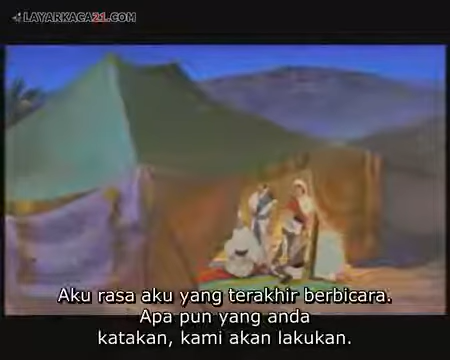 LAYARKACA21.COM
Aku rasa aku yang terakhir berbicara.
Apa pun yang anda
katakan, kami akan lakukan.